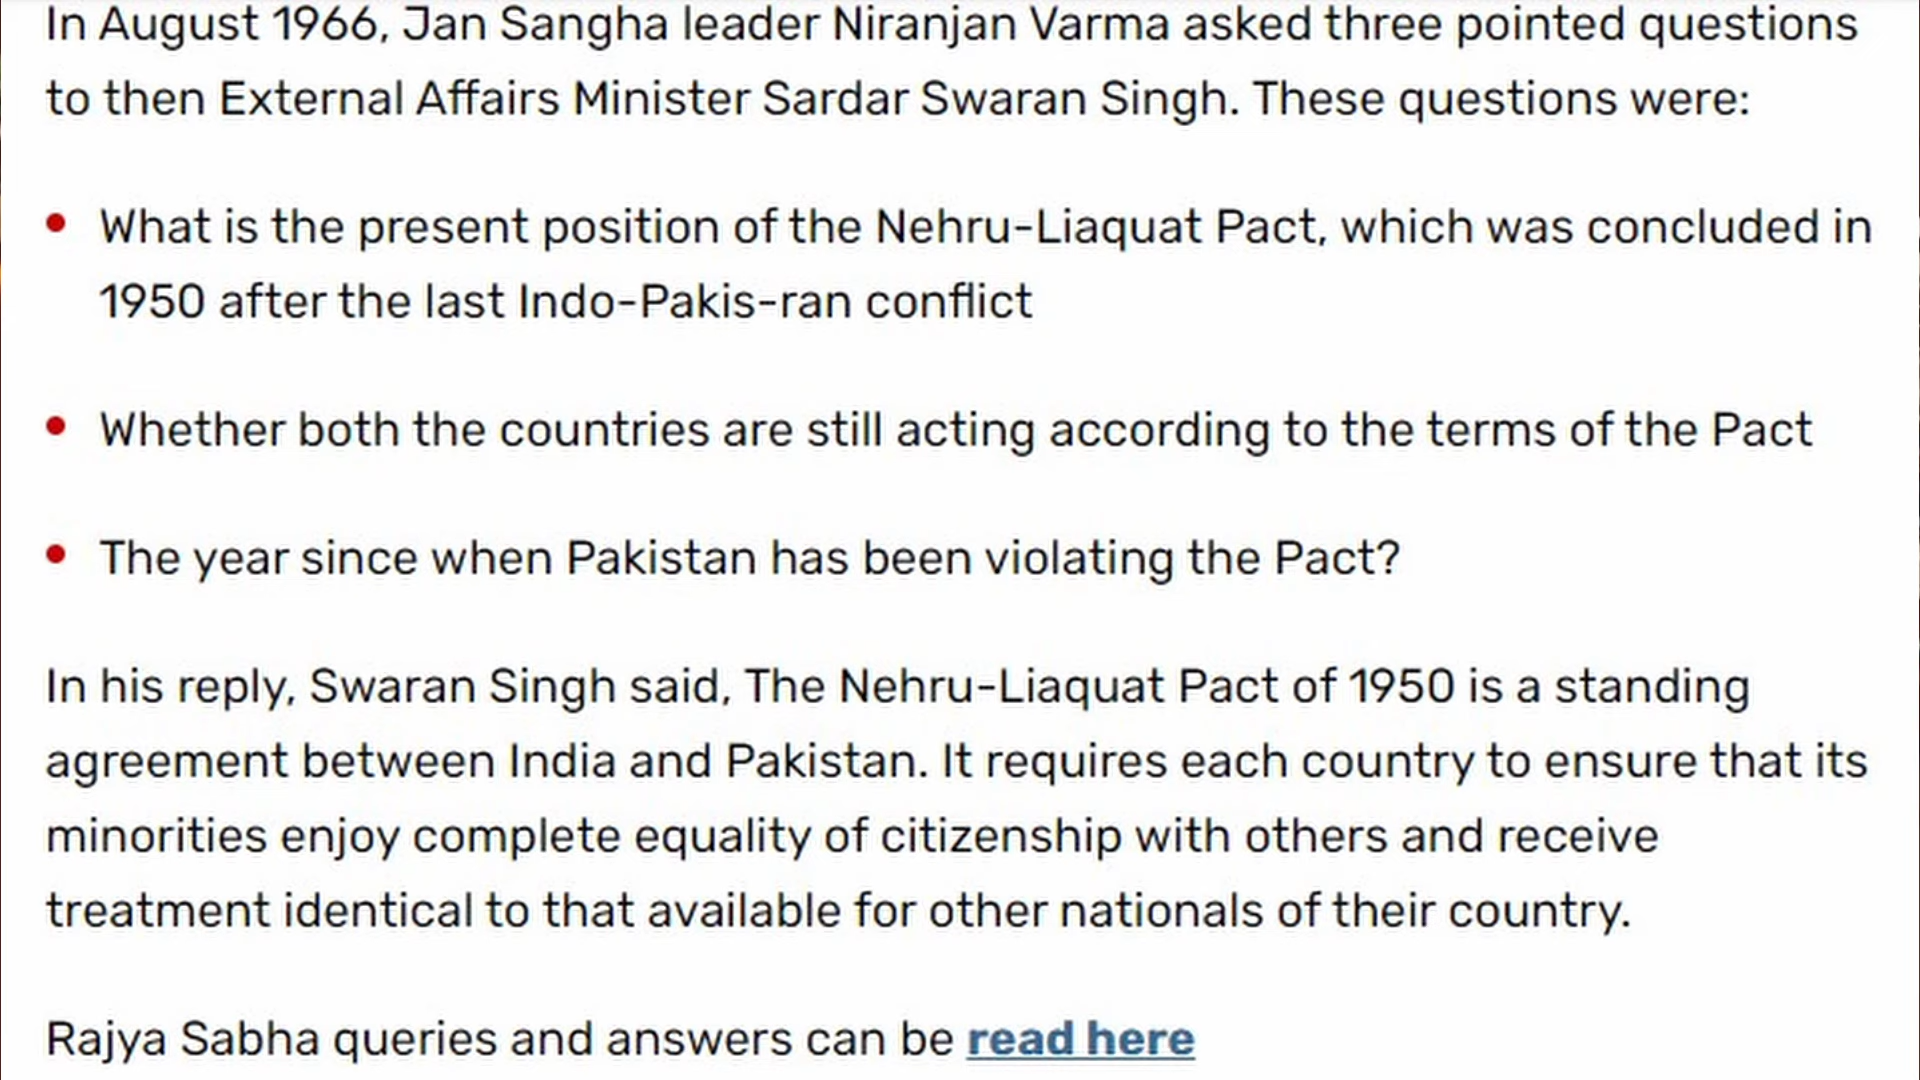 In August 1966, Jan Sangha leader Niranjan Varma asked three pointed questions
to then External Affairs Minister Sardar Swaran Singh. These questions were:
• What is the present position of the Nehru-Liaquat Pact, which was concluded in
1950 after the last Indo-Pakis-ran conflict
• Whether both the countries are still acting according to the terms of the Pact
• The year since when Pakistan has been violating the Pact?
In his reply, Swaran Singh said, The Nehru-Liaquat Pact of 1950 is a standing
agreement between India and Pakistan. It requires each country to ensure that its
minorities enjoy complete equality of citizenship with others and receive
treatment identical to that available for other nationals of their country.
Rajya Sabha queries and answers can be read here